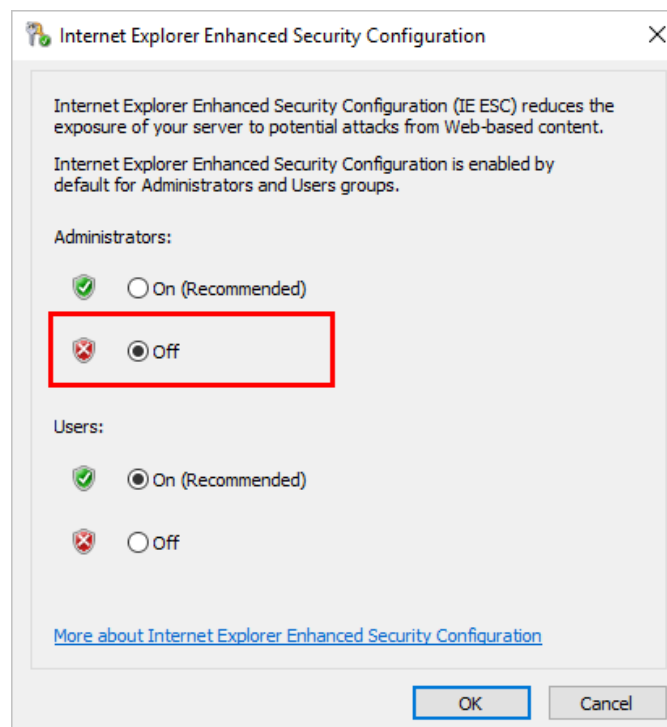 Internet Explorer Enhanced Security Configuration
Internet Explorer Enhanced Security Configuration (IE ESC) reduces the
exposure of your server to potential attacks from Web-based content.
Internet Explorer Enhanced Security Configuration is enabled by
default for Administrators and Users groups.
Administrators:
On (Recommended)
Off
Users:
On (Recommended)
Off
More about Internet Explorer Enhanced Security Configuration
OK Cancel